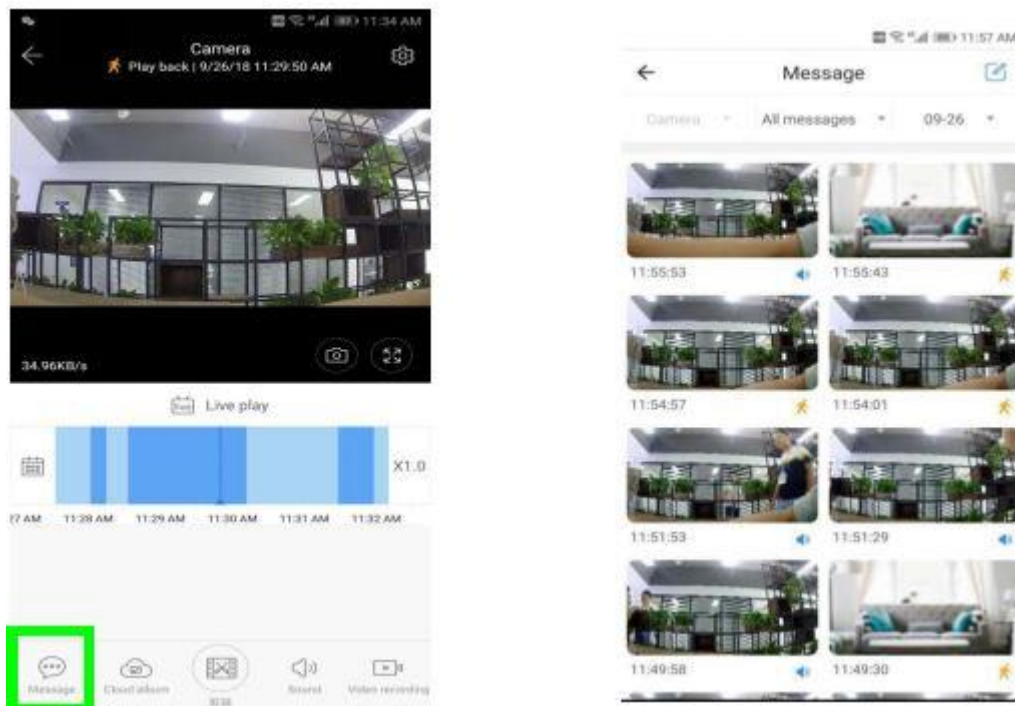 11:34 AM
Camera
Play back | 9/26/18 11:29:50 AM
34.96KB/s
Live play
X1.0
27 AM 11:28 AM 11:29 AM 11:30 AM 11:31 AM 11:32 AM
Message Cloud album Sound Video recording
11:57 AM
Message
Camera All messages 09-26
11:55:53 11:55:43
11:54:57 11:54:01
11:51:53 11:51:29
11:49:58 11:49:30